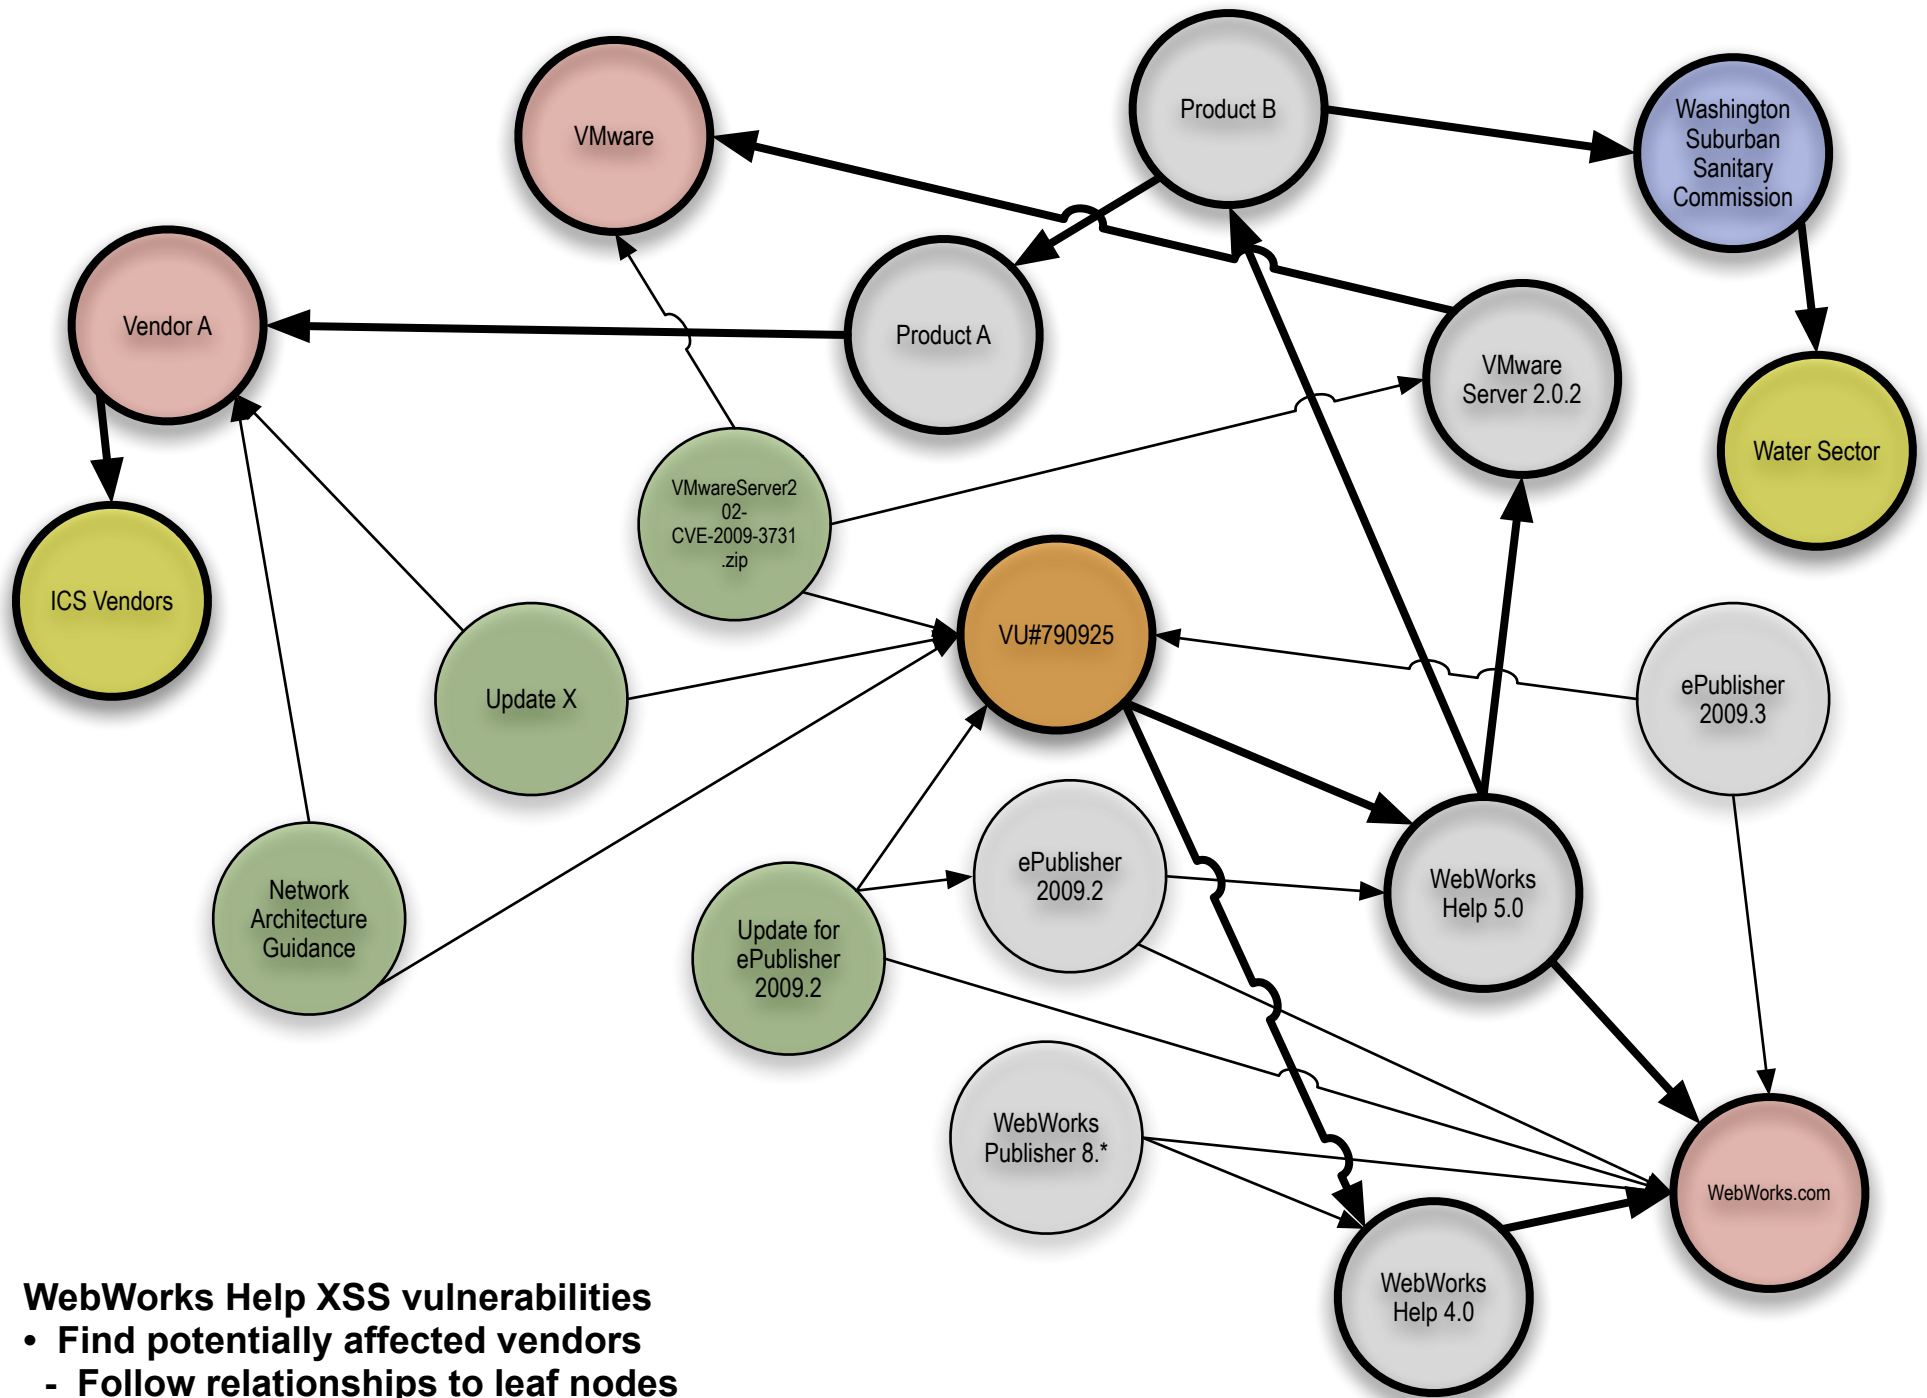 VMware
Product B
Washington
Suburban
Sanitary
Commission
Vendor A
Product A
VMware
Server 2.0.2
Water Sector
VMwareServer2
02-
CVE-2009-3731
.zip
ICS Vendors
Update X
VU#790925
ePublisher
2009.3
Network
Architecture
Guidance
Update for
ePublisher
2009.2
ePublisher
2009.2
WebWorks
Help 5.0
WebWorks
Publisher 8.*
WebWorks.com
WebWorks
Help 4.0
WebWorks Help XSS vulnerabilities
• Find potentially affected vendors
- Follow relationships to leaf nodes